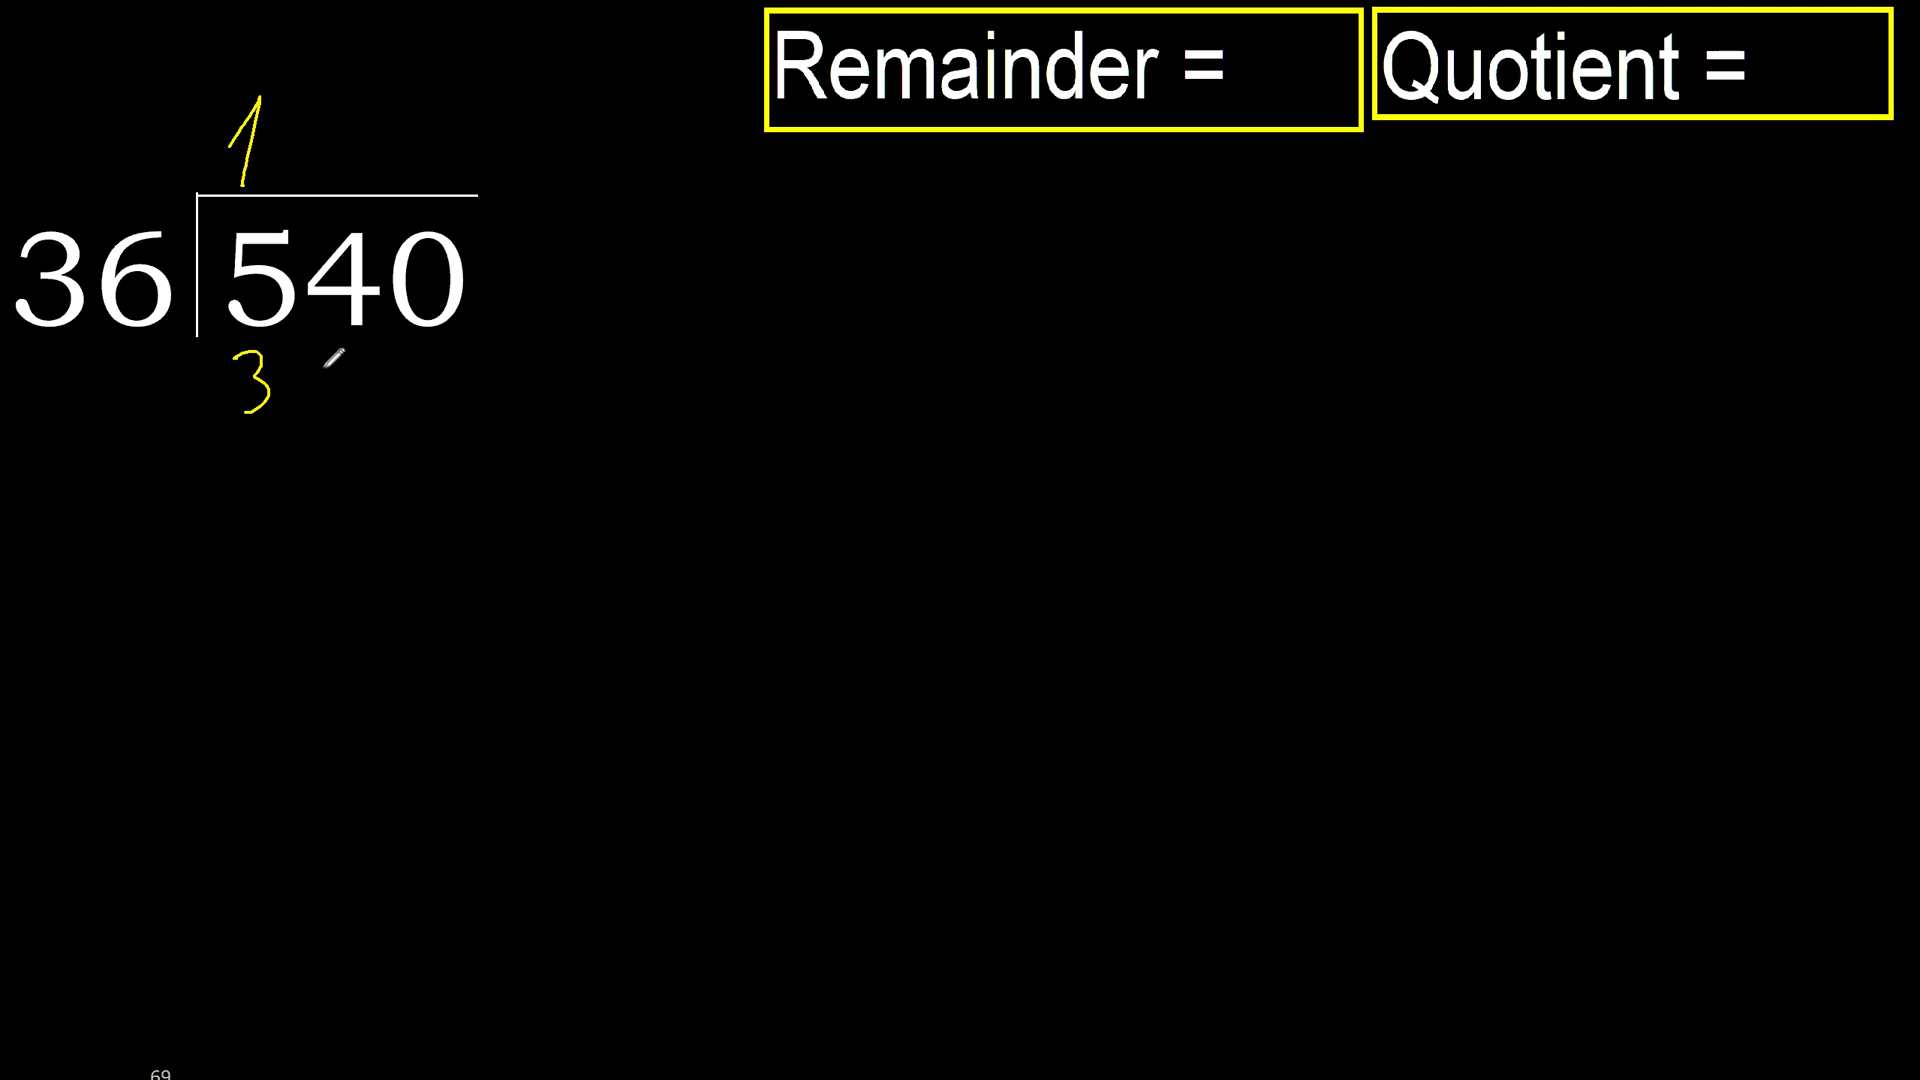 Remainder =
Quotient =
1
36 540
3
69